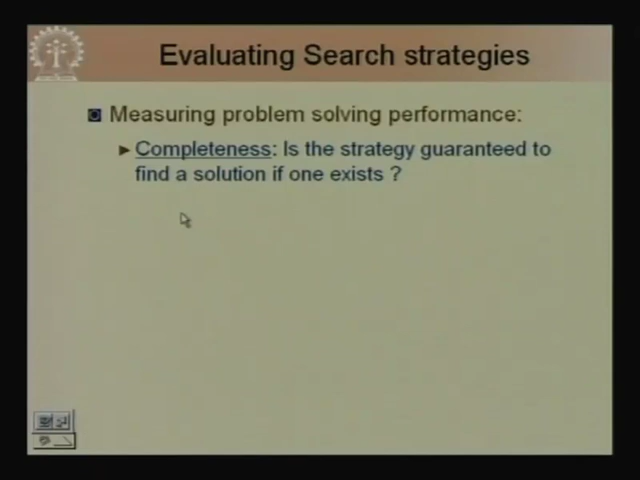 Evaluating Search strategies
Measuring problem solving performance:
Completeness: Is the strategy guaranteed to
find a solution if one exists ?